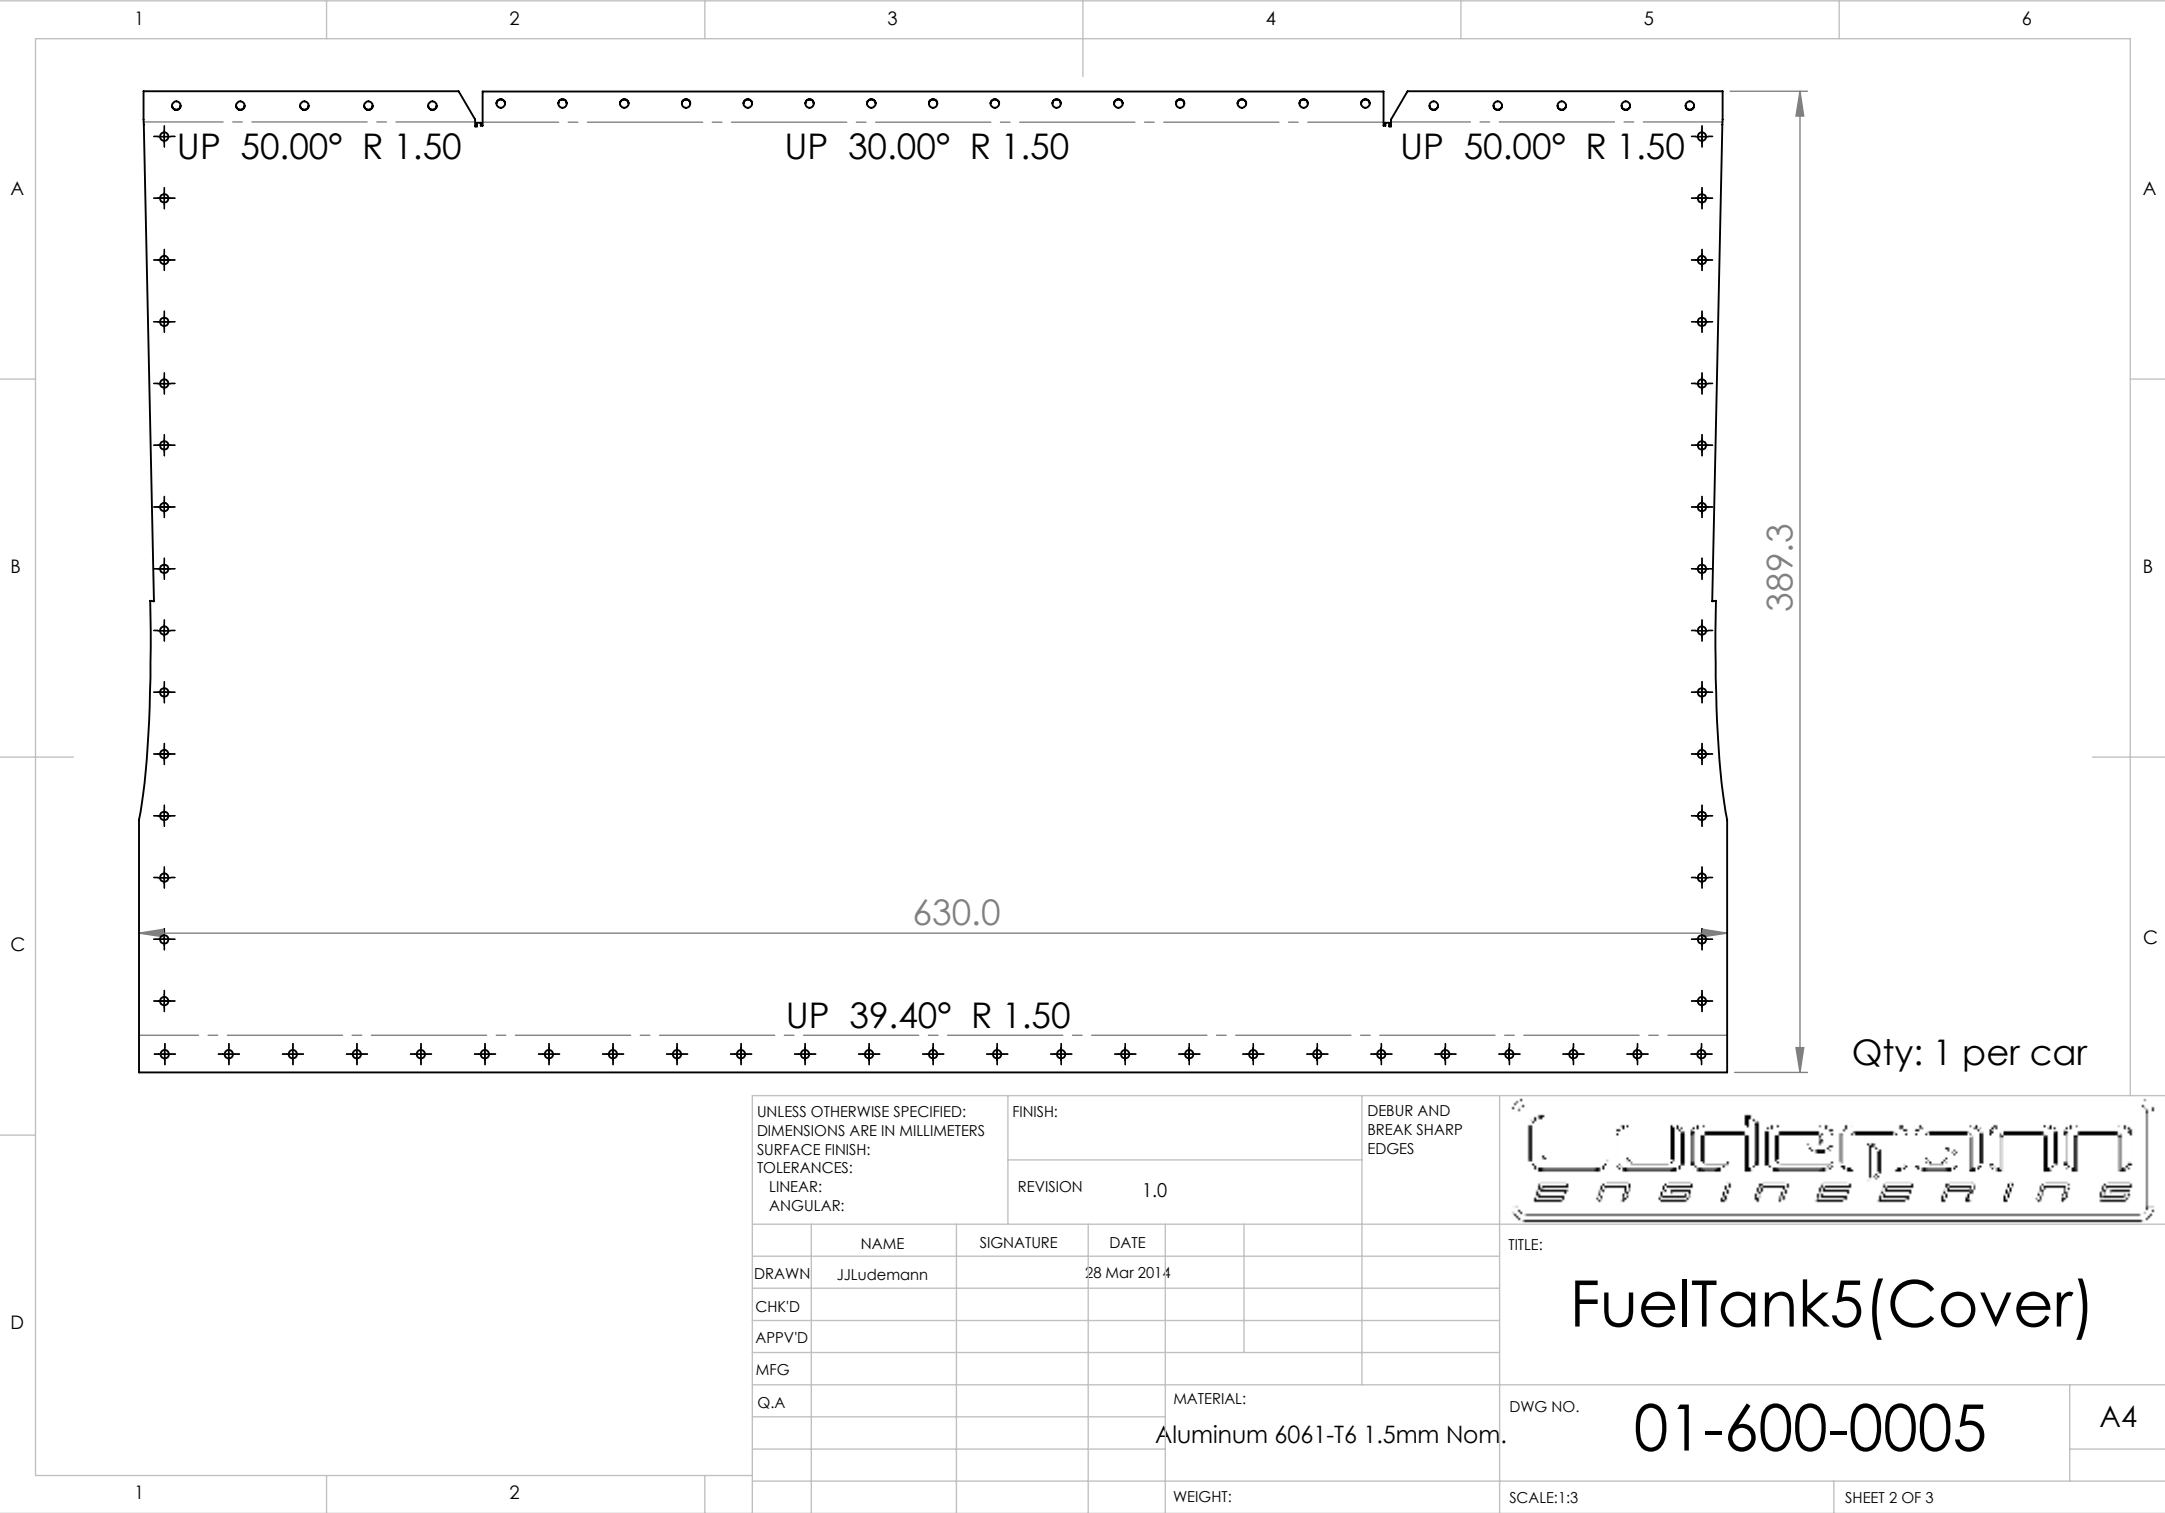 1 2 3 4 5 6
UP 50.00° R 1.50
UP 30.00° R 1.50
UP 50.00° R 1.50
A
A
389.3
B
B
630.0
C
C
UP 39.40° R 1.50
Qty: 1 per car
UNLESS OTHERWISE SPECIFIED:
DIMENSIONS ARE IN MILLIMETERS
SURFACE FINISH:
TOLERANCES:
LINEAR:
ANGULAR:
FINISH:
REVISION 1.0
DEBUR AND
BREAK SHARP
EDGES
Ludemann
ENGINEERING
NAME SIGNATURE DATE
DRAWN JJLudemann 28 Mar 2014
CHK'D
APPV'D
MFG
Q.A
TITLE:
FuelTank5(Cover)
D
MATERIAL:
Aluminum 6061-T6 1.5mm Nom.
DWG NO.
01-600-0005
A4
1 2
WEIGHT:
SCALE:1:3
SHEET 2 OF 3